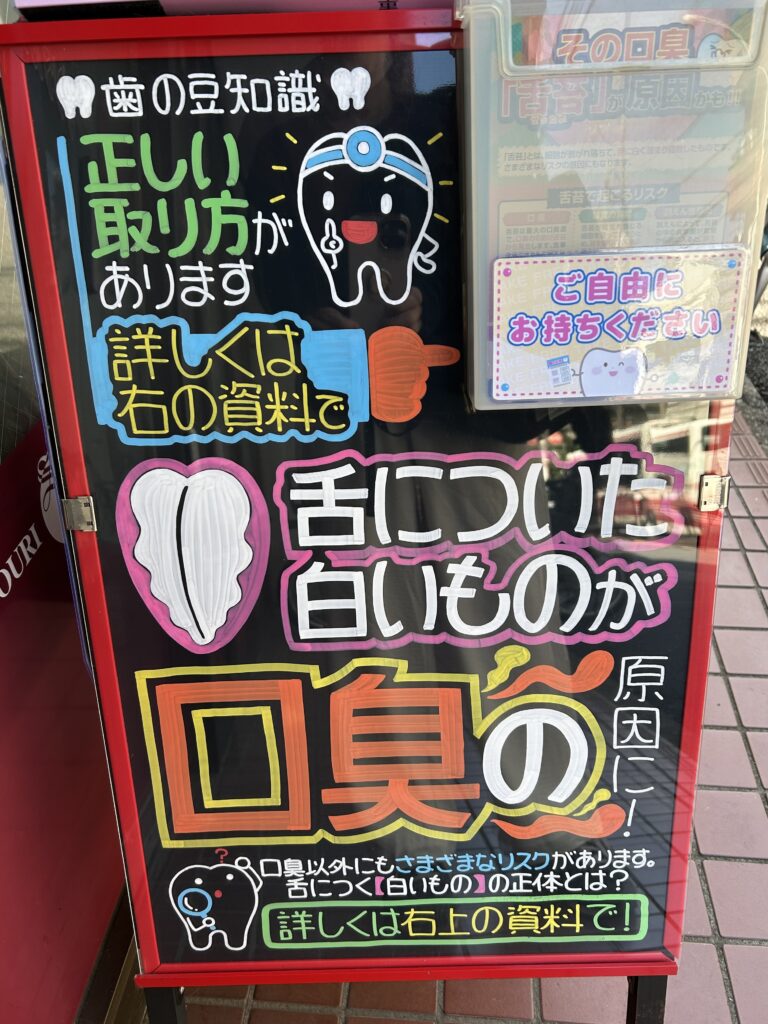 歯の豆知識
正しい
取り方が
あります
詳しくは
右の資料で
その口臭
「舌苔」が原因かも!!
舌苔で起こるリスク
ご自由に
お持ちください
舌についた
白いものが
口臭の
原因に!
口臭以外にもさまざまなリスクがあります。
舌につく【白いもの】の正体とは?
詳しくは右上の資料で!
OURI